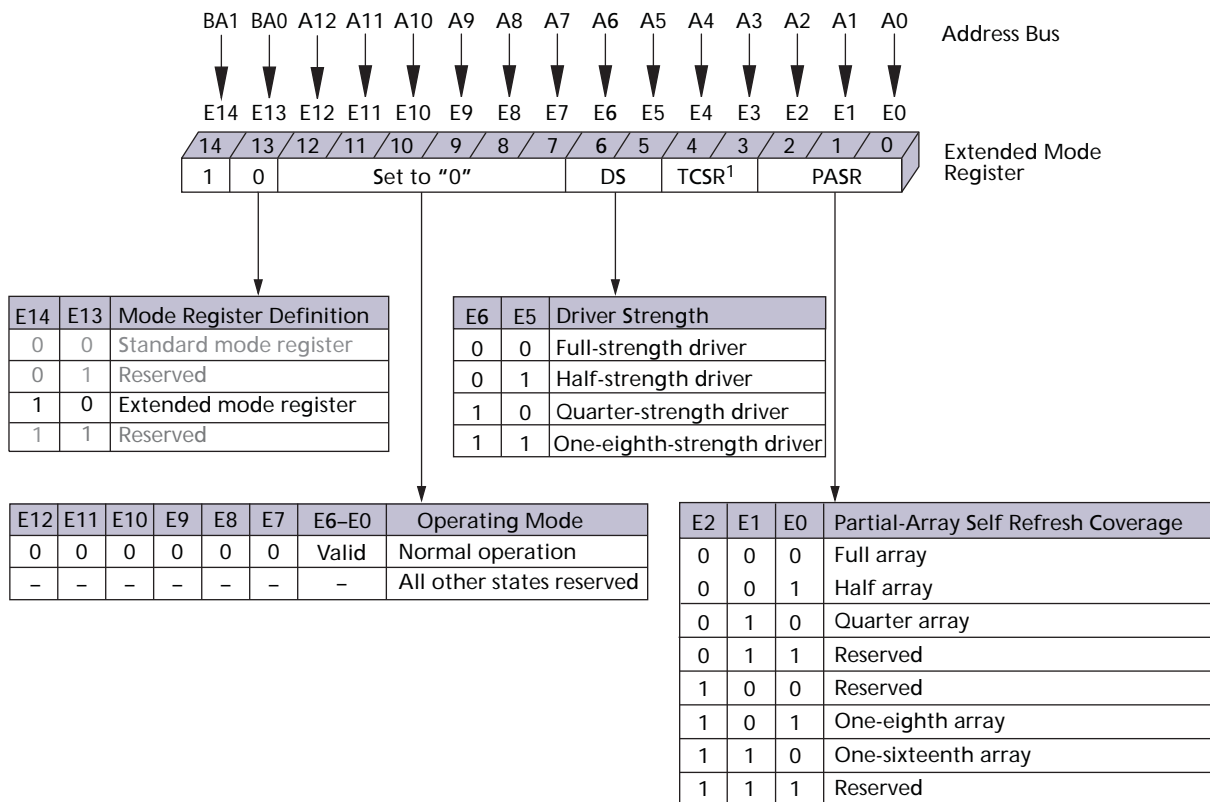 BA1 BA0 A12 A11 A10 A9 A8 A7 A6 A5 A4 A3 A2 A1 A0 Address Bus
E14 E13 E12 E11 E10 E9 E8 E7 E6 E5 E4 E3 E2 E1 E0
14 13 12 11 10 9 8 7 6 5 4 3 2 1 0 Extended Mode Register
1 0 Set to “0” DS TCSR1 PASR
E14 E13 Mode Register Definition
0 0 Standard mode register
0 1 Reserved
1 0 Extended mode register
1 1 Reserved
E6 E5 Driver Strength
0 0 Full-strength driver
0 1 Half-strength driver
1 0 Quarter-strength driver
1 1 One-eighth-strength driver
E12 E11 E10 E9 E8 E7 E6–E0 Operating Mode
0 0 0 0 0 0 Valid Normal operation
– – – – – – – All other states reserved
E2 E1 E0 Partial-Array Self Refresh Coverage
0 0 0 Full array
0 0 1 Half array
0 1 0 Quarter array
0 1 1 Reserved
1 0 0 Reserved
1 0 1 One-eighth array
1 1 0 One-sixteenth array
1 1 1 Reserved